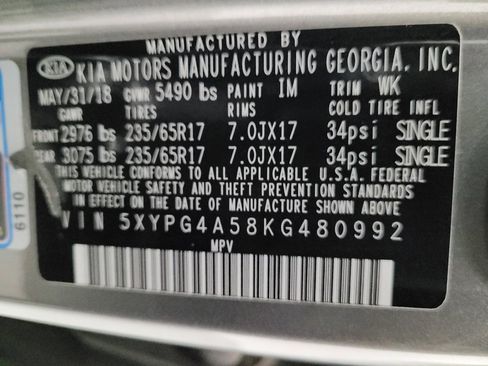 MANUFACTURED BY
KIA KIA MOTORS MANUFACTURING GEORGIA, INC.
MAY/31/18 GVWR 5490 lbs PAINT IM TRIM WK
GAWR TIRES RIMS COLD TIRE INFL
FRONT 2976 lbs 235/65R17 7.0JX17 34psi SINGLE
REAR 3075 lbs 235/65R17 7.0JX17 34psi SINGLE
THIS VEHICLE CONFORMS TO ALL APPLICABLE U.S.A. FEDERAL
MOTOR VEHICLE SAFETY AND THEFT PREVENTION STANDARDS
IN EFFECT ON THE DATE OF MANUFACTURE SHOWN ABOVE.
VIN 5XYPG4A58KG480992
MPV
6110